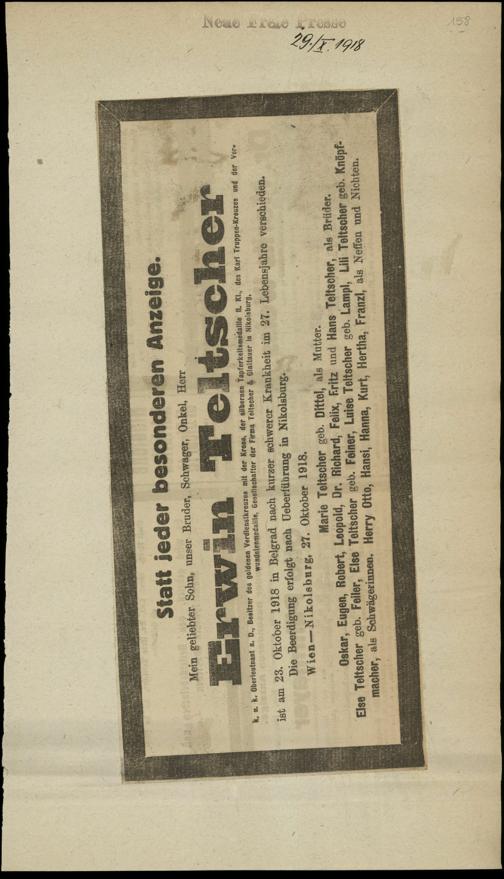 Neue Freie Presse
158
29./X. 1918
Statt jeder besonderen Anzeige.
Mein geliebter Sohn, unser Bruder, Schwager, Onkel, Herr
Erwin Teltscher
k. u. k. Oberleutnant a. D., Besitzer des goldenen Verdienstkreuzes mit der Krone, der silbernen Tapferkeitsmedaille II. Kl., des Karl Truppen-Kreuzes und der Ver-
wundetenmedaille, Gesellschafter der Firma Teltscher & Glattauer in Nikolsburg,
ist am 23. Oktober 1918 in Belgrad nach kurzer schwerer Krankheit im 27. Lebensjahre verschieden.
Die Beerdigung erfolgt nach Ueberführung in Nikolsburg.
Wien—Nikolsburg, 27. Oktober 1918.
Marie Teltscher geb. Dittel, als Mutter.
Oskar, Eugen, Robert, Leopold, Dr. Richard, Felix, Fritz und Hans Teltscher, als Brüder.
Else Teltscher geb. Feller, Else Teltscher geb. Feiner, Luise Teltscher geb. Lampl, Lili Teltscher geb. Knöpf-
macher, als Schwägerinnen. Herry Otto, Hansi, Hanna, Kurt, Hertha, Franzl, als Neffen und Nichten.